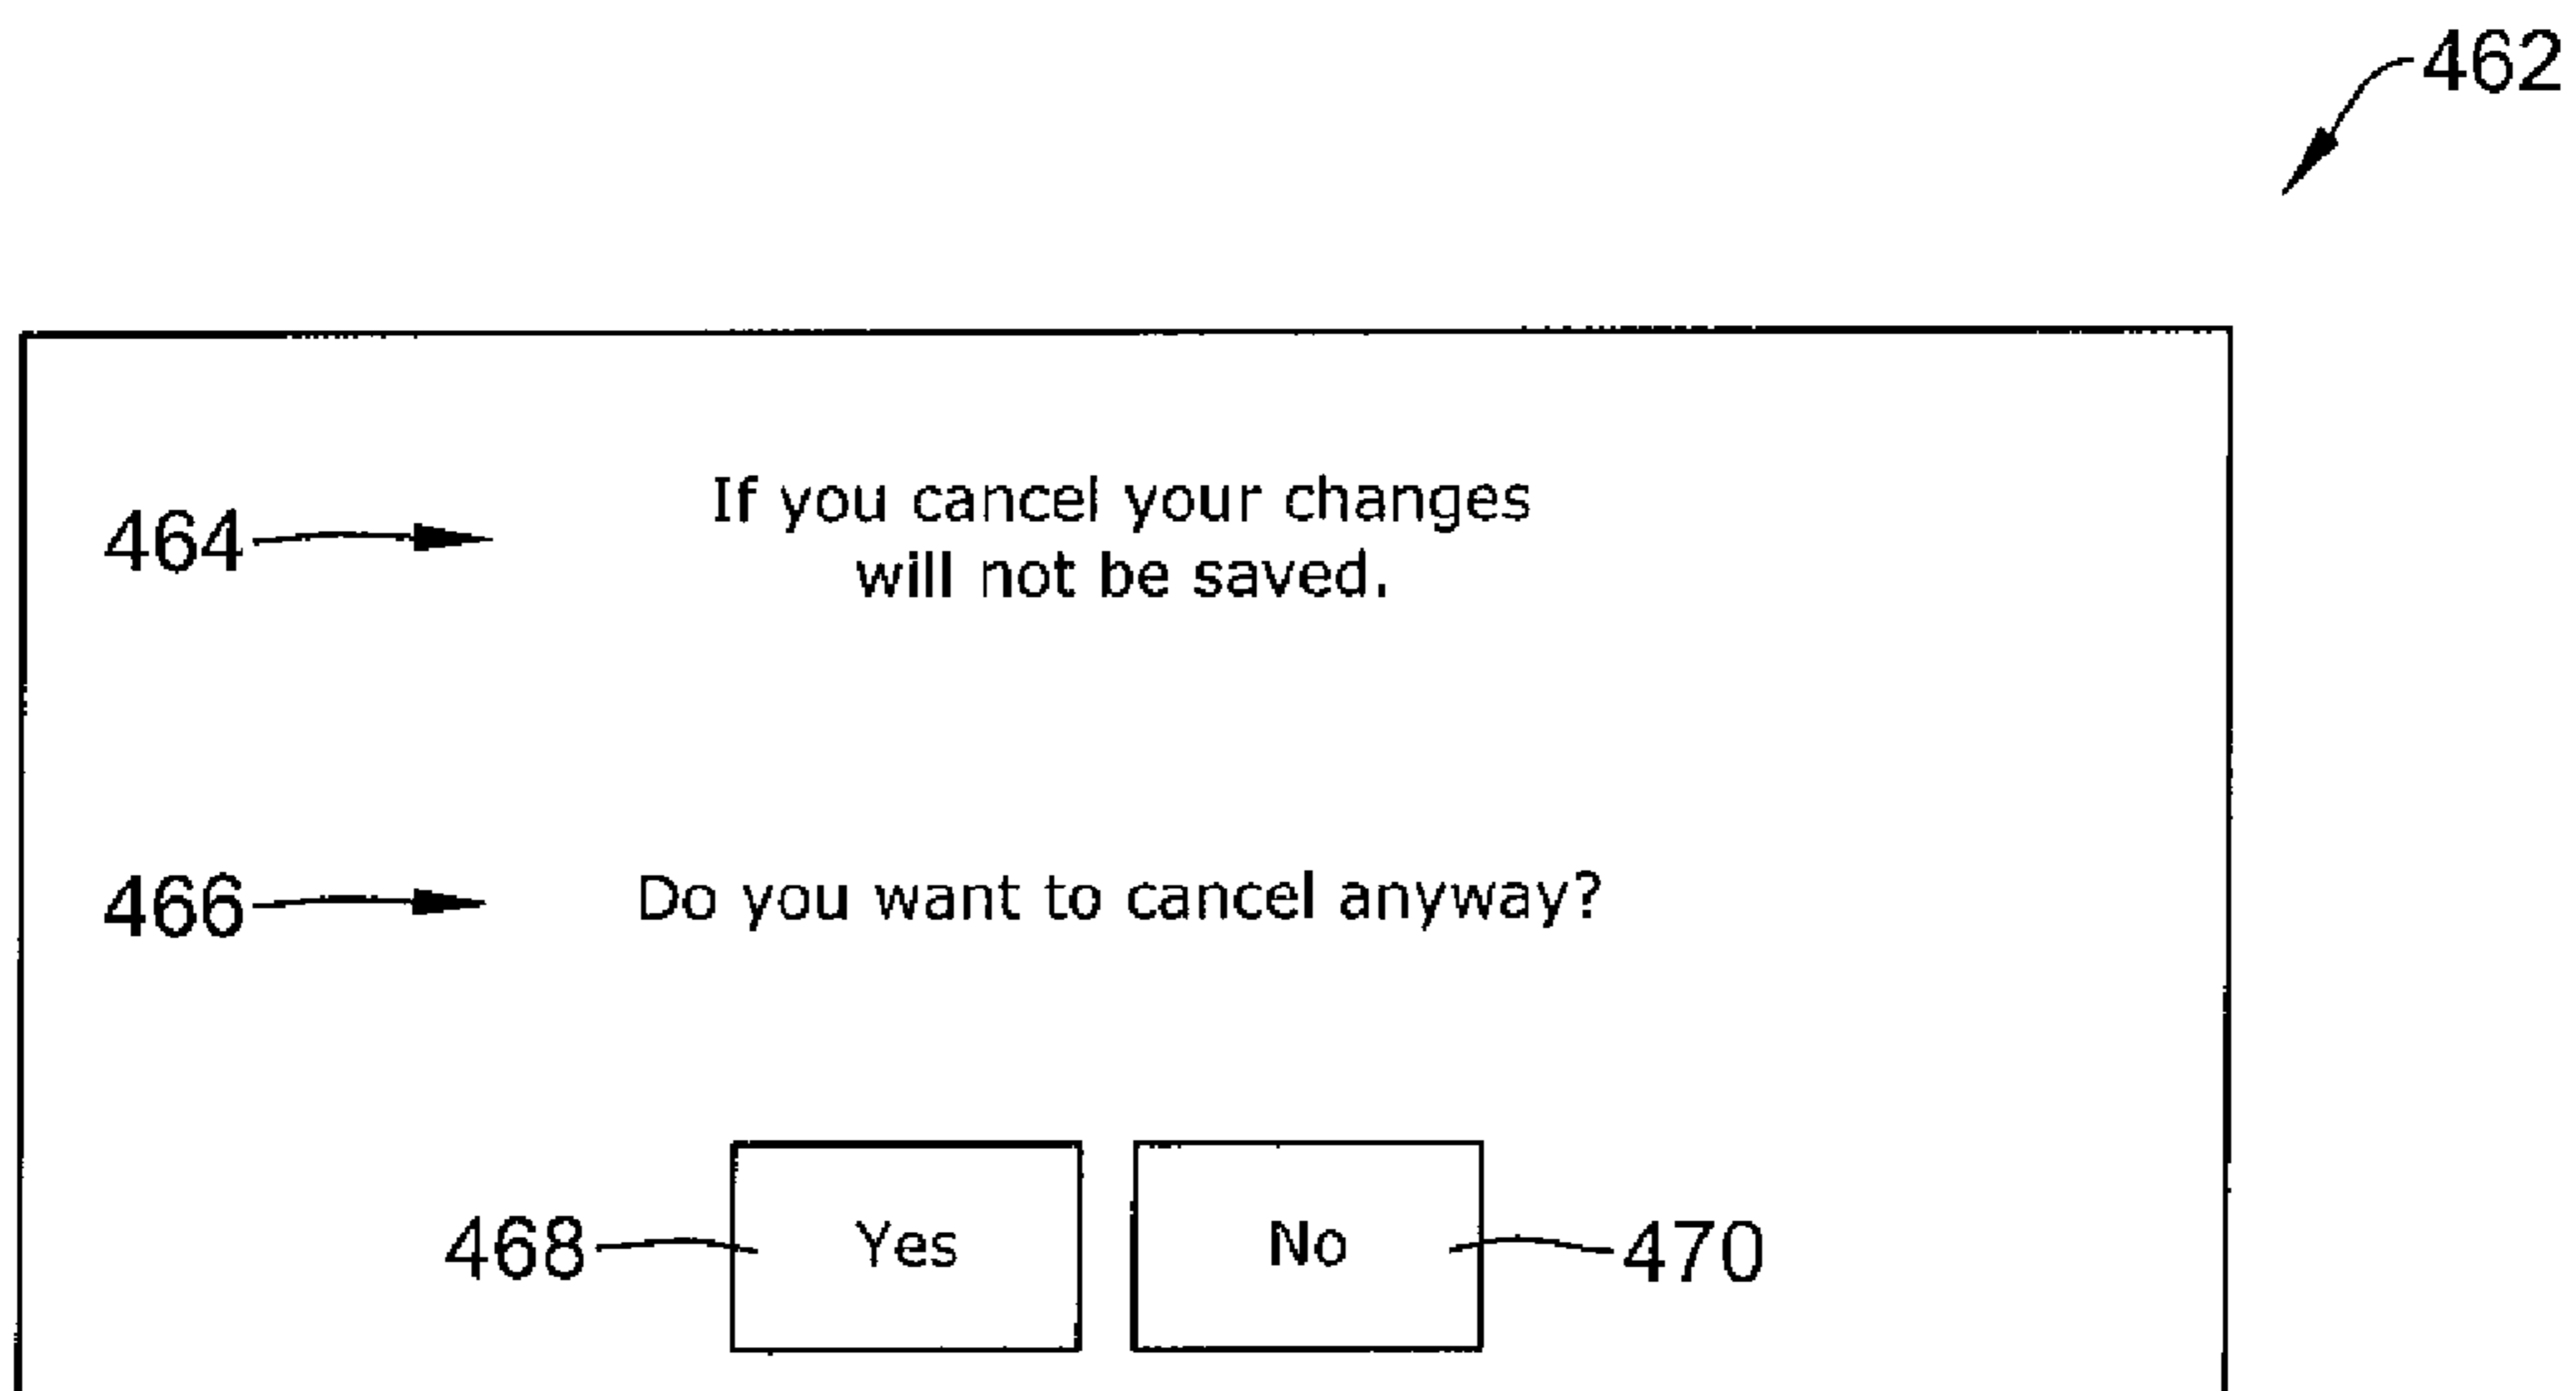 462
464 If you cancel your changes
will not be saved.
466 Do you want to cancel anyway?
468 Yes No 470